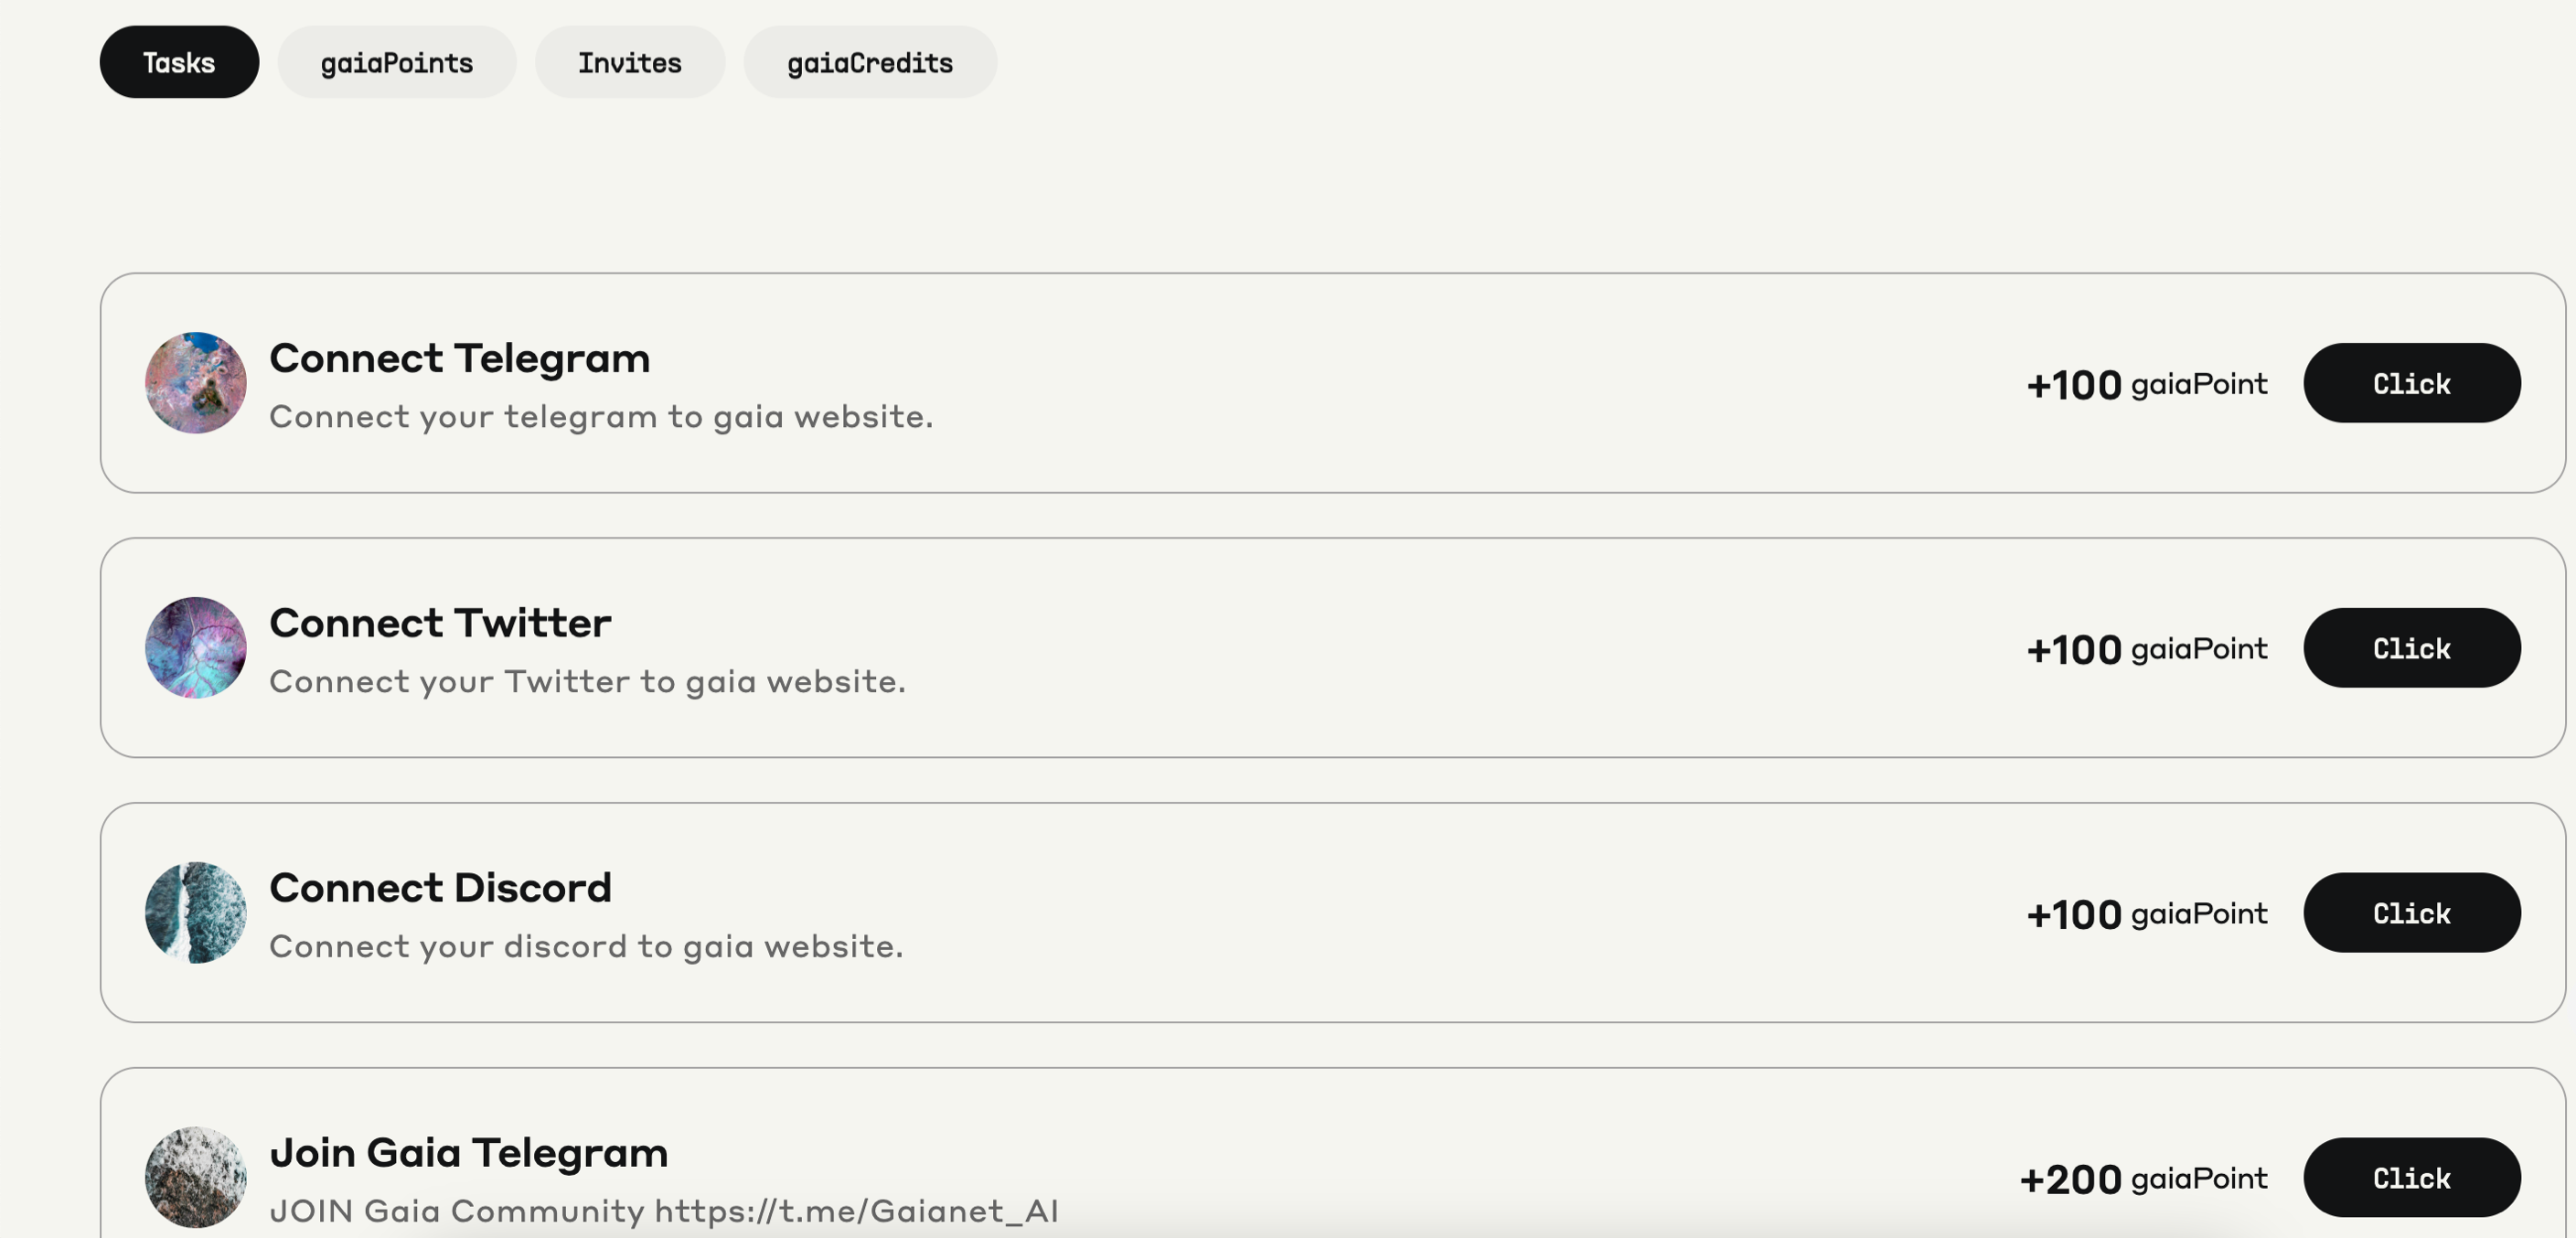 Tasks gaiaPoints Invites gaiaCredits
Connect Telegram
Connect your telegram to gaia website.
+100 gaiaPoint Click
Connect Twitter
Connect your Twitter to gaia website.
+100 gaiaPoint Click
Connect Discord
Connect your discord to gaia website.
+100 gaiaPoint Click
Join Gaia Telegram
JOIN Gaia Community https://t.me/Gaianet_AI
+200 gaiaPoint Click